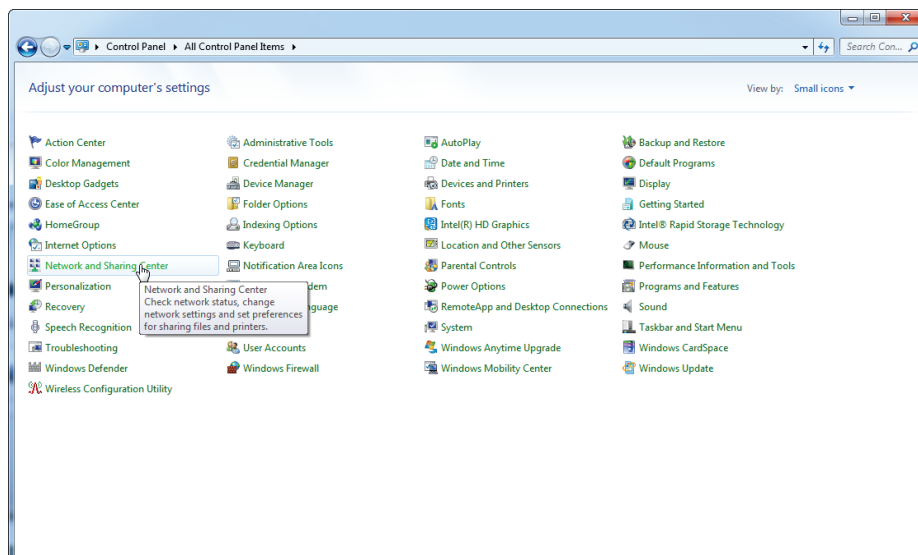 Control Panel All Control Panel Items
Search Con...
Adjust your computer's settings
View by: Small icons
Action Center
Administrative Tools
AutoPlay
Backup and Restore
Color Management
Credential Manager
Date and Time
Default Programs
Desktop Gadgets
Device Manager
Devices and Printers
Display
Ease of Access Center
Folder Options
Fonts
Getting Started
HomeGroup
Indexing Options
Intel(R) HD Graphics
Intel® Rapid Storage Technology
Internet Options
Keyboard
Location and Other Sensors
Mouse
Network and Sharing Center
Notification Area Icons
Parental Controls
Performance Information and Tools
Personalization
Power Options
Programs and Features
Network and Sharing Center
Check network status, change
network settings and set preferences
for sharing files and printers.
Recovery
RemoteApp and Desktop Connections
Sound
Speech Recognition
System
Taskbar and Start Menu
Troubleshooting
User Accounts
Windows Anytime Upgrade
Windows CardSpace
Windows Defender
Windows Firewall
Windows Mobility Center
Windows Update
Wireless Configuration Utility